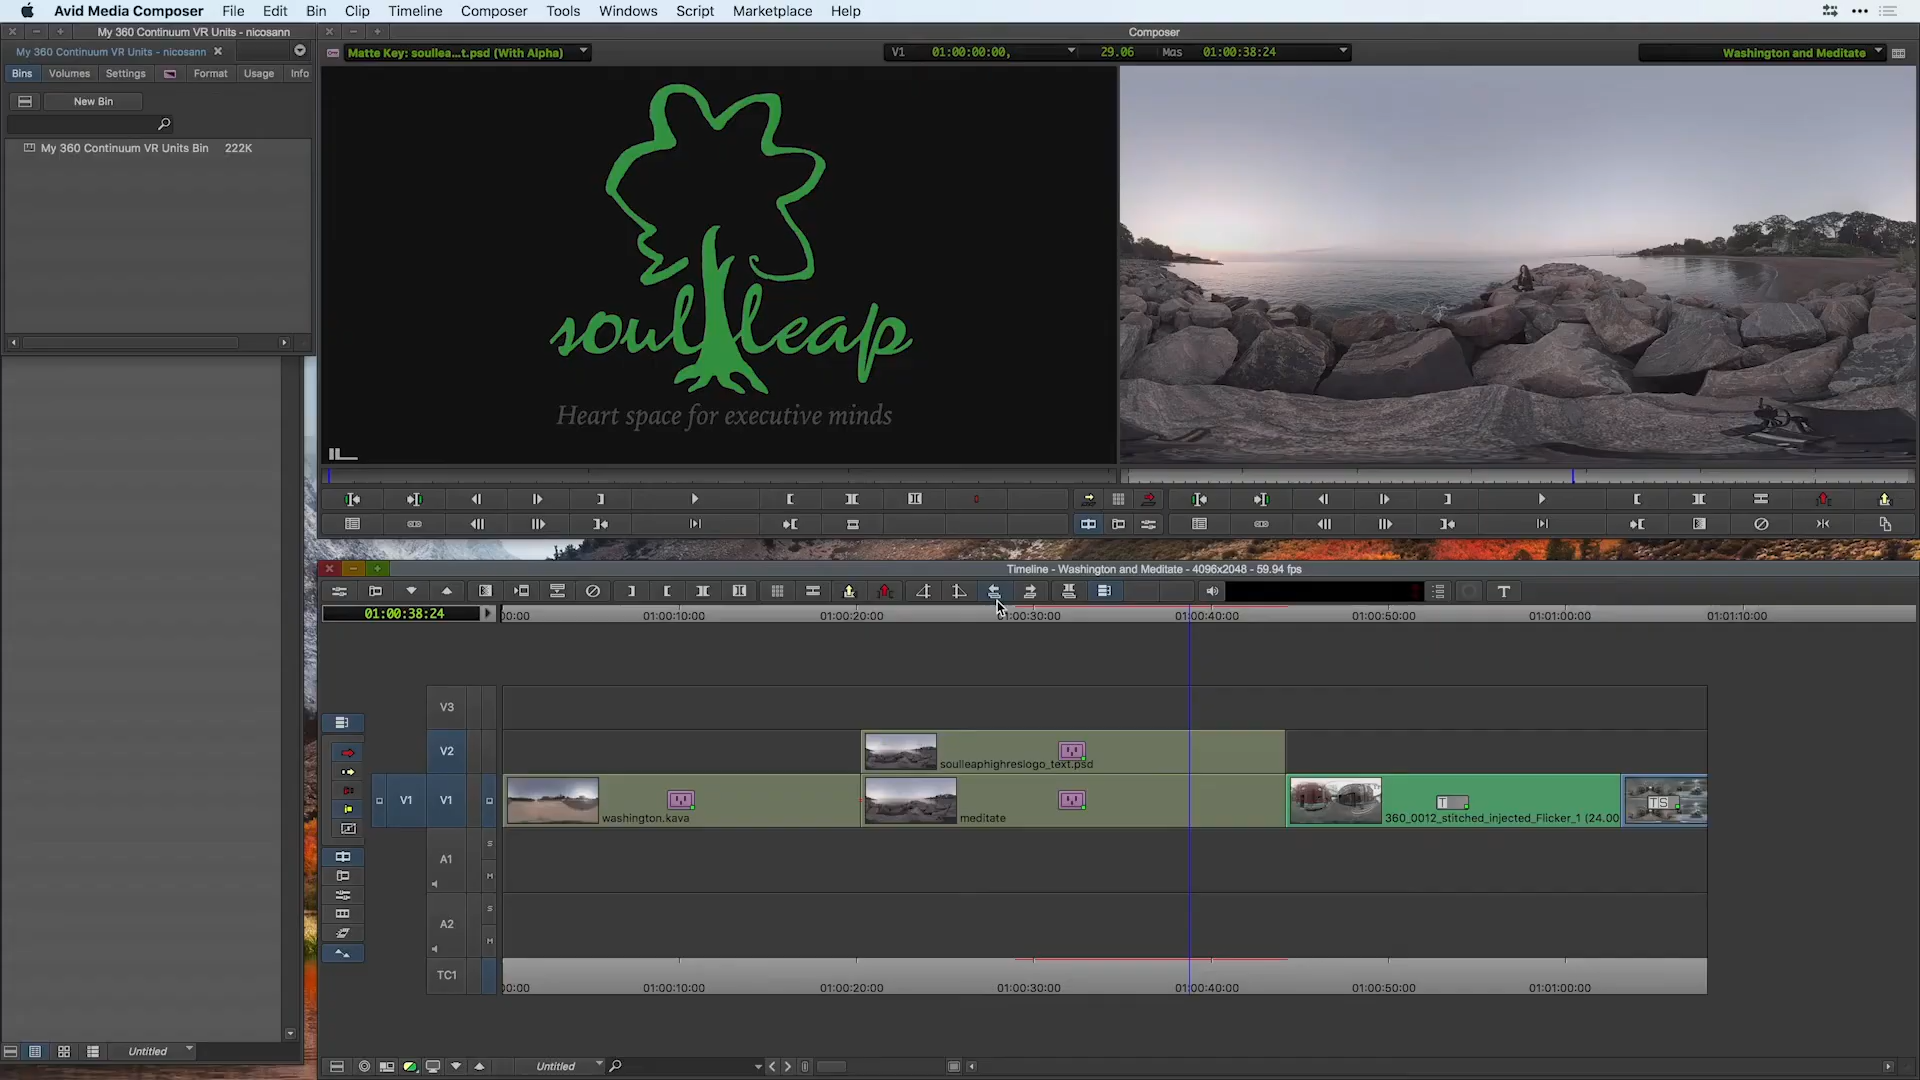 Avid Media Composer File Edit Bin Clip Timeline Composer Tools Windows Script Marketplace Help
My 360 Continuum VR Units - nicosann
Composer
My 360 Continuum VR Units - nicosann
Matte Key: soullea...t.psd (With Alpha)
V1 01:00:00:00, 29.06 Mas 01:00:38:24
Washington and Meditate
Bins Volumes Settings Format Usage Info
New Bin
My 360 Continuum VR Units Bin 222K
soulleap
Heart space for executive minds
Timeline - Washington and Meditate - 4096x2048 - 59.94 fps
T
01:00:38:24
00:00 01:00:10:00 01:00:20:00 01:00:30:00 01:00:40:00 01:00:50:00 01:01:00:00 01:01:10:00
V3
V2
soulleaphighreslogo_text.psd
V1 V1
washington.kava
meditate
T
360_0012_stitched_injected_Flicker_1 (24.00
TS
A1
S
M
A2
S
M
TC1
00:00 01:00:10:00 01:00:20:00 01:00:30:00 01:00:40:00 01:00:50:00 01:01:00:00
Untitled
Untitled